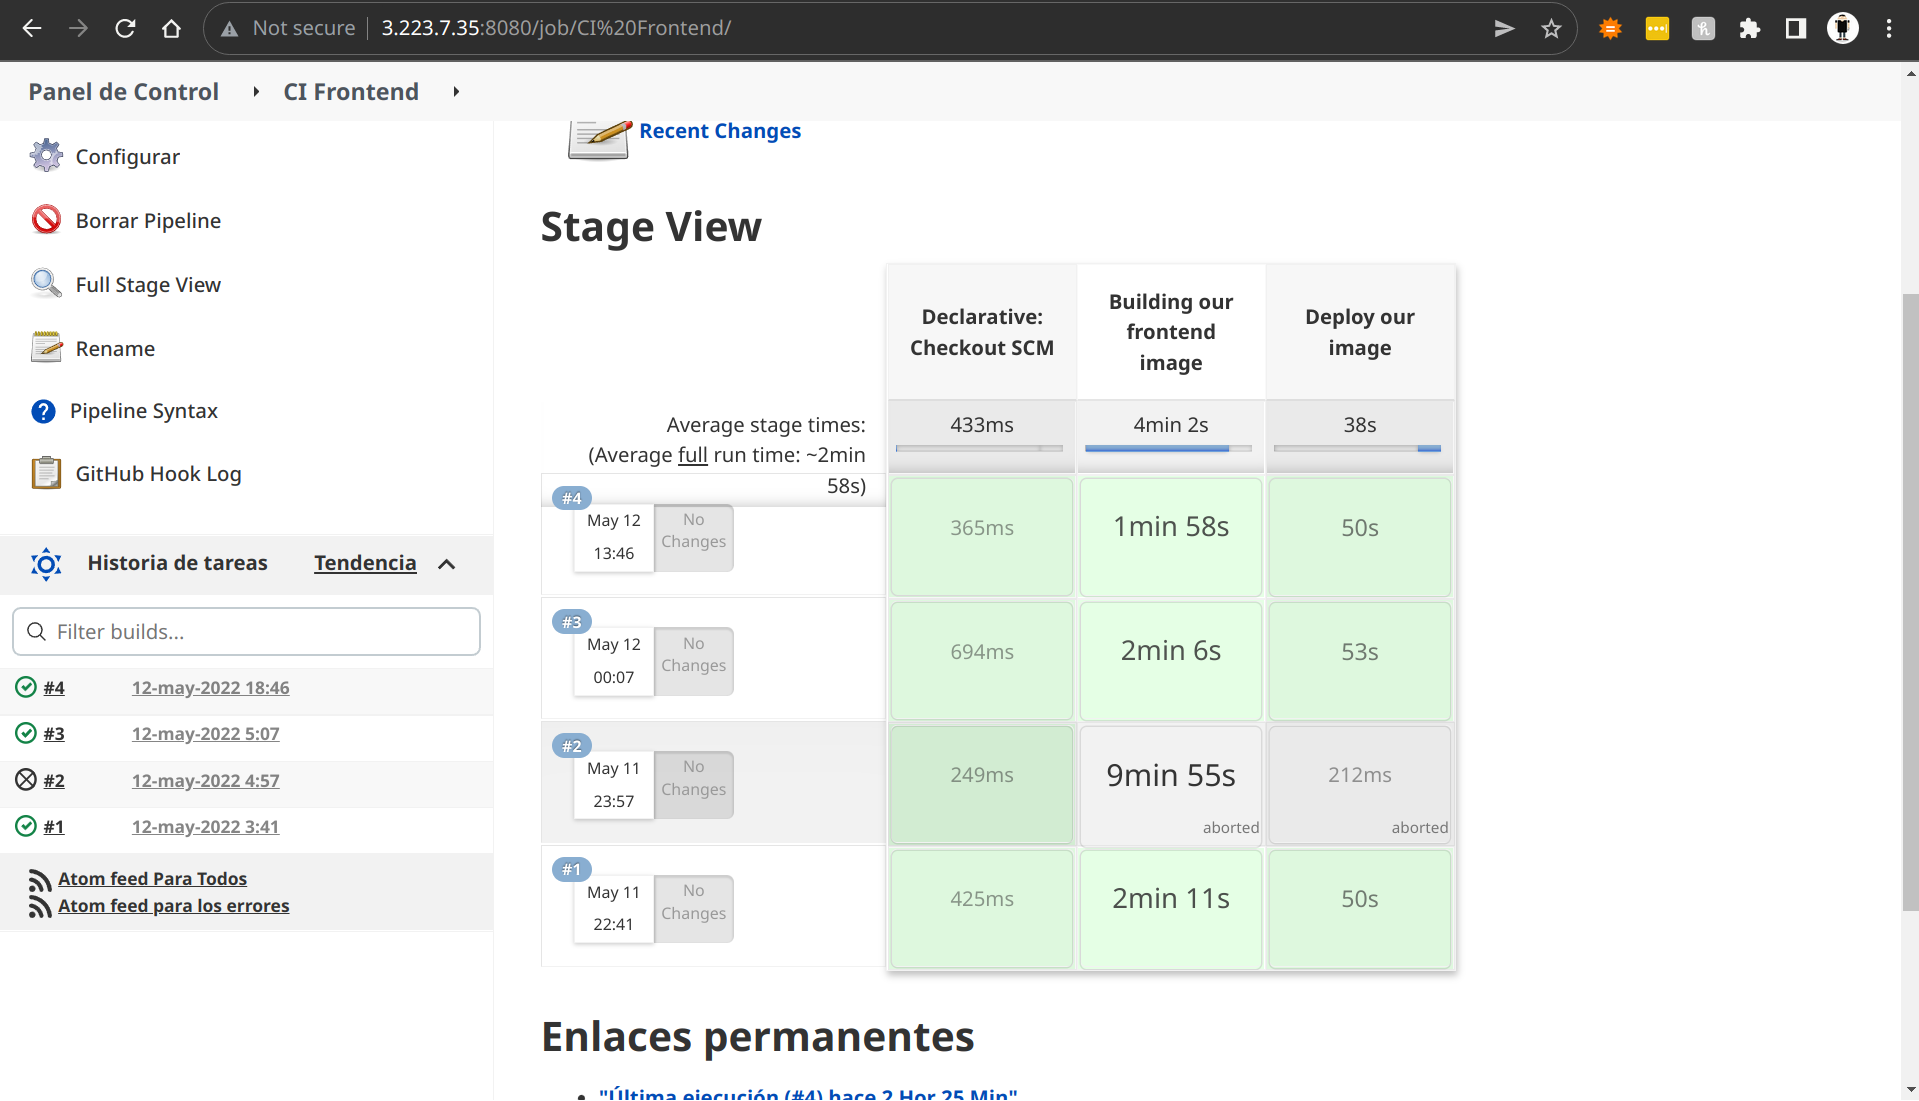 Not secure
3.223.7.35:8080/job/CI%20Frontend/
Panel de Control
CI Frontend
Configurar
Borrar Pipeline
Full Stage View
Rename
Pipeline Syntax
GitHub Hook Log
Historia de tareas
Tendencia
Filter builds...
#4 12-may-2022 18:46
#3 12-may-2022 5:07
#2 12-may-2022 4:57
#1 12-may-2022 3:41
Atom feed Para Todos
Atom feed para los errores
Recent Changes
Stage View
Declarative:
Checkout SCM
Building our
frontend
image
Deploy our
image
Average stage times:
(Average full run time: ~2min
58s)
433ms
4min 2s
38s
#4
May 12
13:46
No
Changes
365ms
1min 58s
50s
#3
May 12
00:07
No
Changes
694ms
2min 6s
53s
#2
May 11
23:57
No
Changes
249ms
9min 55s
aborted
212ms
aborted
#1
May 11
22:41
No
Changes
425ms
2min 11s
50s
Enlaces permanentes
"Última ejecución (#4) hace 2 Hor 25 Min"